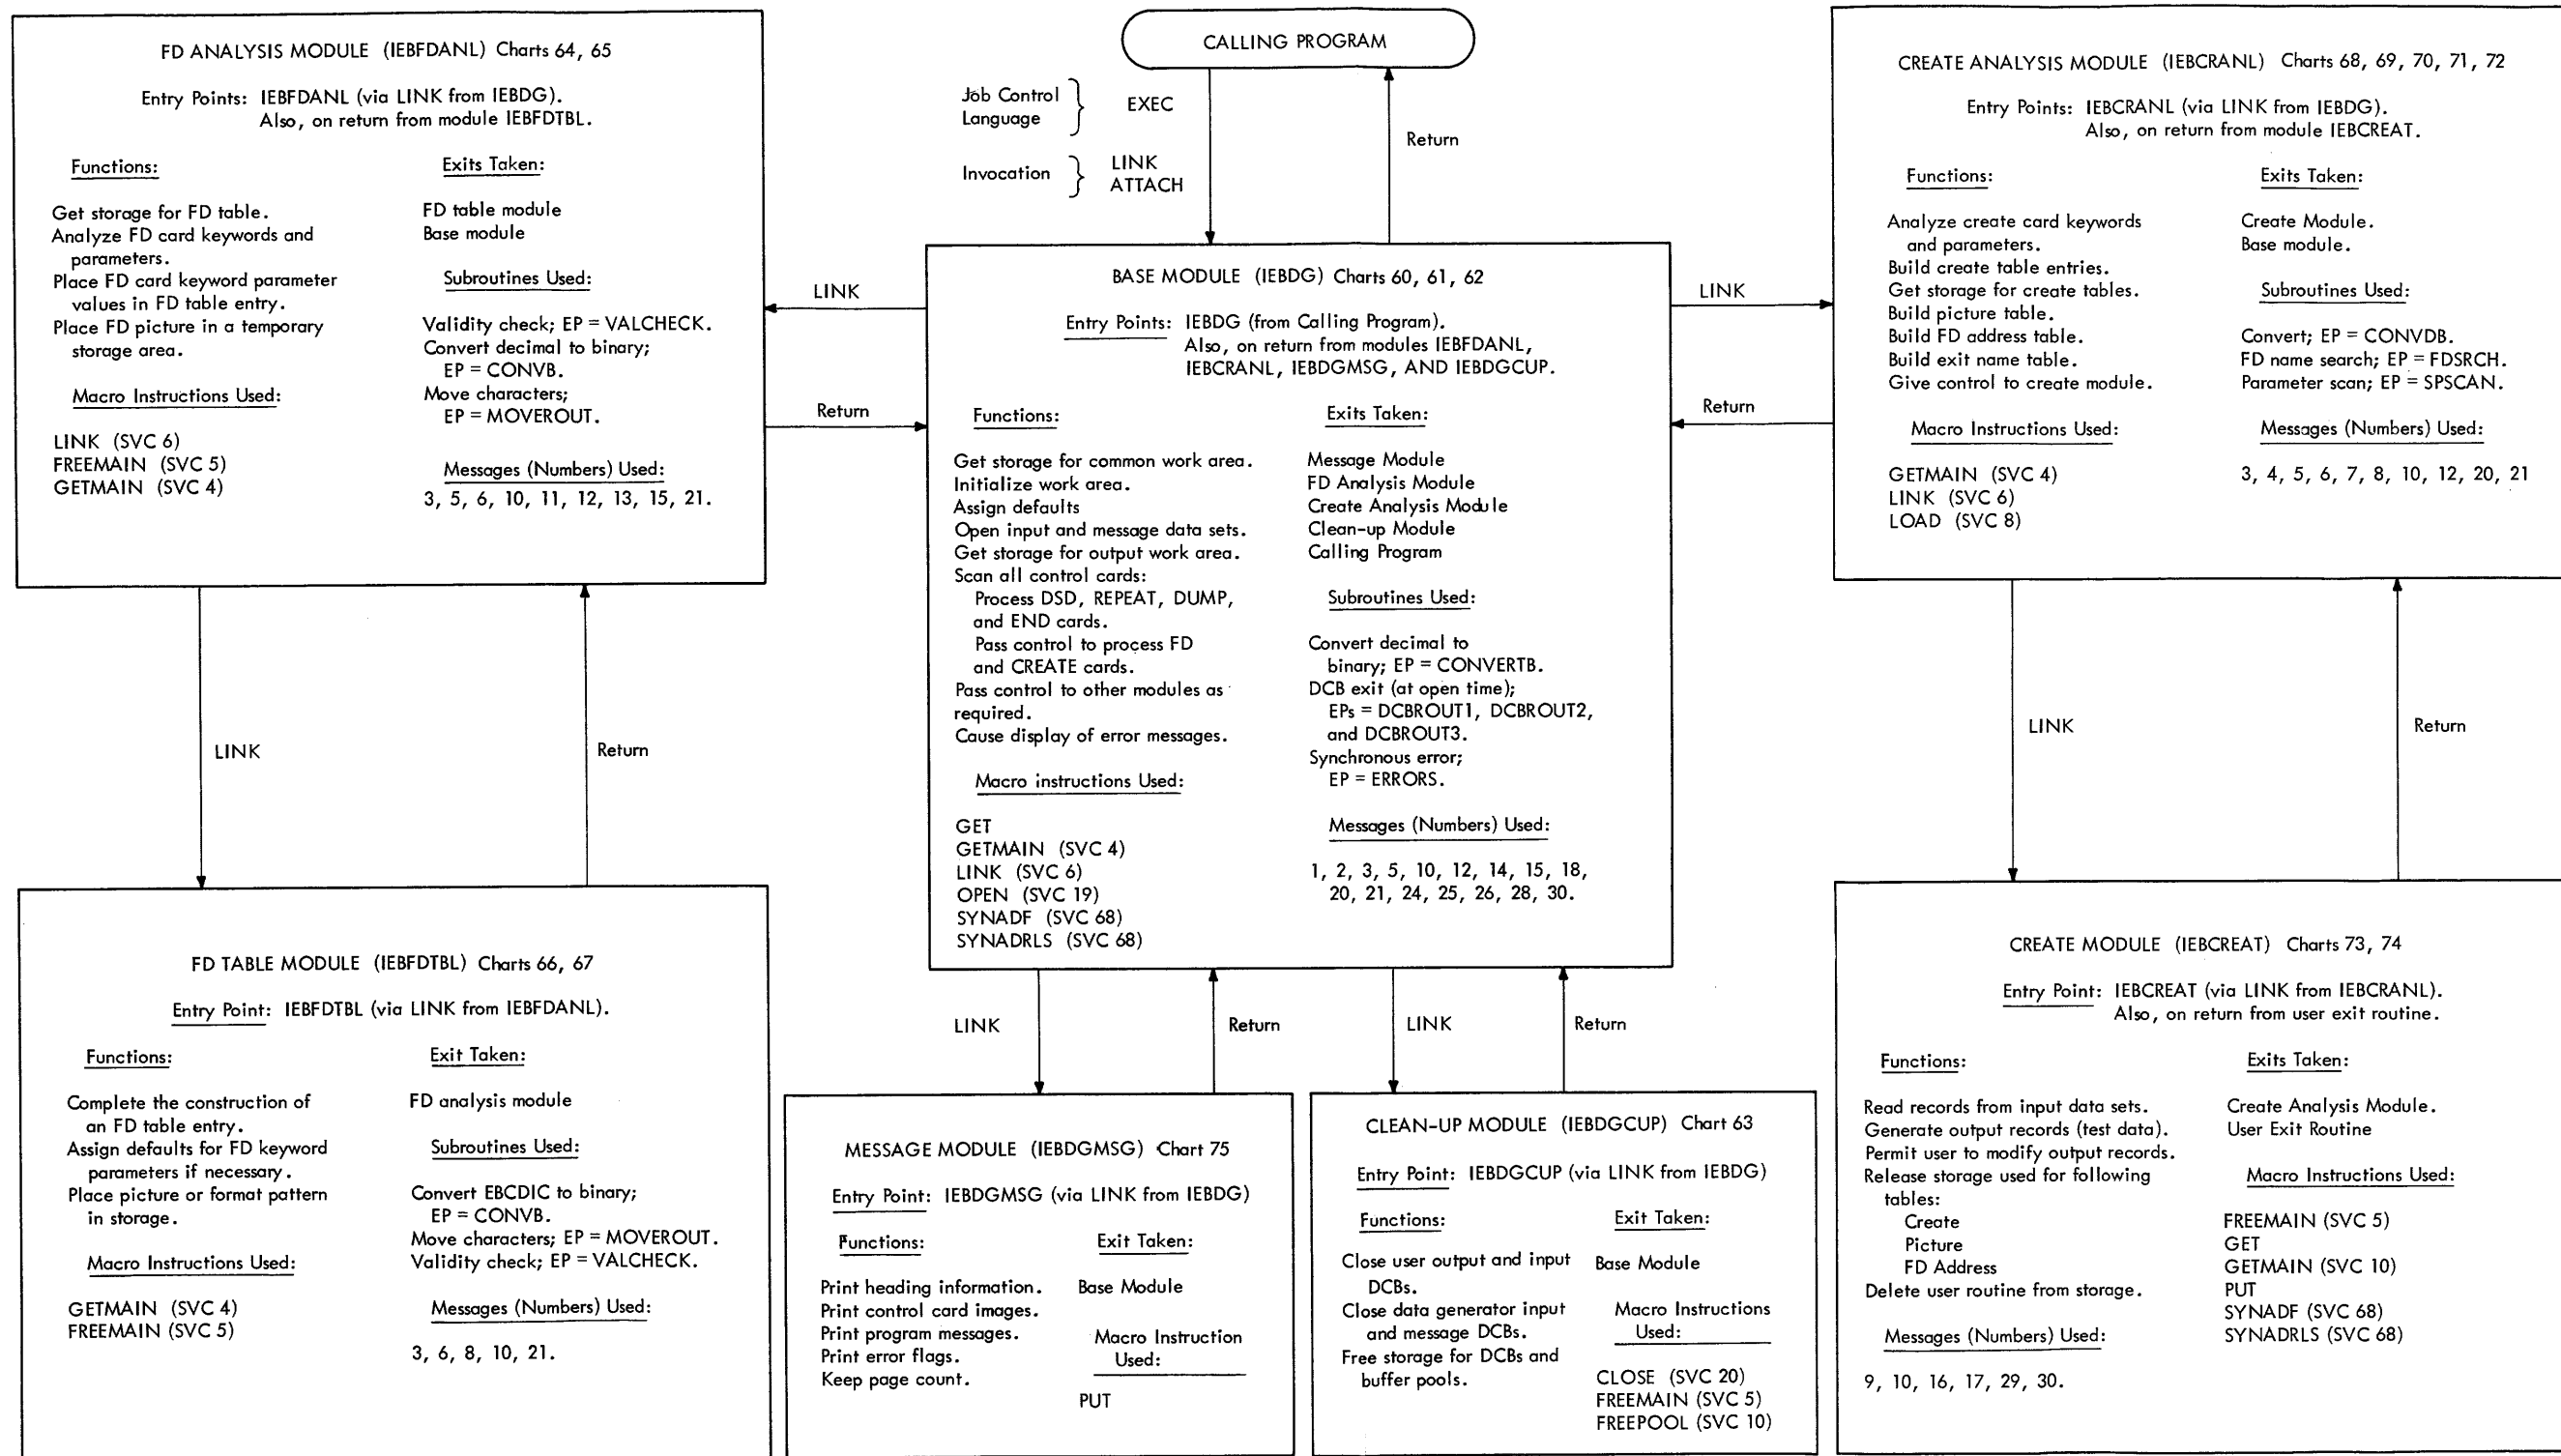 CALLING PROGRAM
Job Control
Language
EXEC
Invocation
LINK
ATTACH
Return
FD ANALYSIS MODULE (IEBFDANL) Charts 64, 65
Entry Points: IEBFDANL (via LINK from IEBDG).
Also, on return from module IEBFDTBL.
Functions:
Get storage for FD table.
Analyze FD card keywords and
parameters.
Place FD card keyword parameter
values in FD table entry.
Place FD picture in a temporary
storage area.
Macro Instructions Used:
LINK (SVC 6)
FREEMAIN (SVC 5)
GETMAIN (SVC 4)
Exits Taken:
FD table module
Base module
Subroutines Used:
Validity check; EP = VALCHECK.
Convert decimal to binary;
EP = CONVB.
Move characters;
EP = MOVEROUT.
Messages (Numbers) Used:
3, 5, 6, 10, 11, 12, 13, 15, 21.
LINK
Return
BASE MODULE (IEBDG) Charts 60, 61, 62
Entry Points: IEBDG (from Calling Program).
Also, on return from modules IEBFDANL,
IEBCRANL, IEBDGMSG, AND IEBDGCUP.
Functions:
Get storage for common work area.
Initialize work area.
Assign defaults
Open input and message data sets.
Get storage for output work area.
Scan all control cards:
Process DSD, REPEAT, DUMP,
and END cards.
Pass control to process FD
and CREATE cards.
Pass control to other modules as
required.
Cause display of error messages.
Macro instructions Used:
GET
GETMAIN (SVC 4)
LINK (SVC 6)
OPEN (SVC 19)
SYNADF (SVC 68)
SYNADRLS (SVC 68)
Exits Taken:
Message Module
FD Analysis Module
Create Analysis Module
Clean-up Module
Calling Program
Subroutines Used:
Convert decimal to
binary; EP = CONVERTB.
DCB exit (at open time);
EPs = DCBROUT1, DCBROUT2,
and DCBROUT3.
Synchronous error;
EP = ERRORS.
Messages (Numbers) Used:
1, 2, 3, 5, 10, 12, 14, 15, 18,
20, 21, 24, 25, 26, 28, 30.
LINK
Return
CREATE ANALYSIS MODULE (IEBCRANL) Charts 68, 69, 70, 71, 72
Entry Points: IEBCRANL (via LINK from IEBDG).
Also, on return from module IEBCREAT.
Functions:
Analyze create card keywords
and parameters.
Build create table entries.
Get storage for create tables.
Build picture table.
Build FD address table.
Build exit name table.
Give control to create module.
Macro Instructions Used:
GETMAIN (SVC 4)
LINK (SVC 6)
LOAD (SVC 8)
Exits Taken:
Create Module.
Base module.
Subroutines Used:
Convert; EP = CONVDB.
FD name search; EP = FDSRCH.
Parameter scan; EP = SPSCAN.
Messages (Numbers) Used:
3, 4, 5, 6, 7, 8, 10, 12, 20, 21
LINK
Return
LINK
Return
FD TABLE MODULE (IEBFDTBL) Charts 66, 67
Entry Point: IEBFDTBL (via LINK from IEBFDANL).
Functions:
Complete the construction of
an FD table entry.
Assign defaults for FD keyword
parameters if necessary.
Place picture or format pattern
in storage.
Macro Instructions Used:
GETMAIN (SVC 4)
FREEMAIN (SVC 5)
Exit Taken:
FD analysis module
Subroutines Used:
Convert EBCDIC to binary;
EP = CONVB.
Move characters; EP = MOVEROUT.
Validity check; EP = VALCHECK.
Messages (Numbers) Used:
3, 6, 8, 10, 21.
LINK
Return
LINK
Return
MESSAGE MODULE (IEBDGMSG) Chart 75
Entry Point: IEBDGMSG (via LINK from IEBDG)
Functions:
Print heading information.
Print control card images.
Print program messages.
Print error flags.
Keep page count.
Exit Taken:
Base Module
Macro Instruction
Used:
PUT
CLEAN-UP MODULE (IEBDGCUP) Chart 63
Entry Point: IEBDGCUP (via LINK from IEBDG)
Functions:
Close user output and input
DCBs.
Close data generator input
and message DCBs.
Free storage for DCBs and
buffer pools.
Exit Taken:
Base Module
Macro Instructions
Used:
CLOSE (SVC 20)
FREEMAIN (SVC 5)
FREEPOOL (SVC 10)
CREATE MODULE (IEBCREAT) Charts 73, 74
Entry Point: IEBCREAT (via LINK from IEBCRANL).
Also, on return from user exit routine.
Functions:
Read records from input data sets.
Generate output records (test data).
Permit user to modify output records.
Release storage used for following
tables:
Create
Picture
FD Address
Delete user routine from storage.
Messages (Numbers) Used:
9, 10, 16, 17, 29, 30.
Exits Taken:
Create Analysis Module.
User Exit Routine
Macro Instructions Used:
FREEMAIN (SVC 5)
GET
GETMAIN (SVC 10)
PUT
SYNADF (SVC 68)
SYNADRLS (SVC 68)